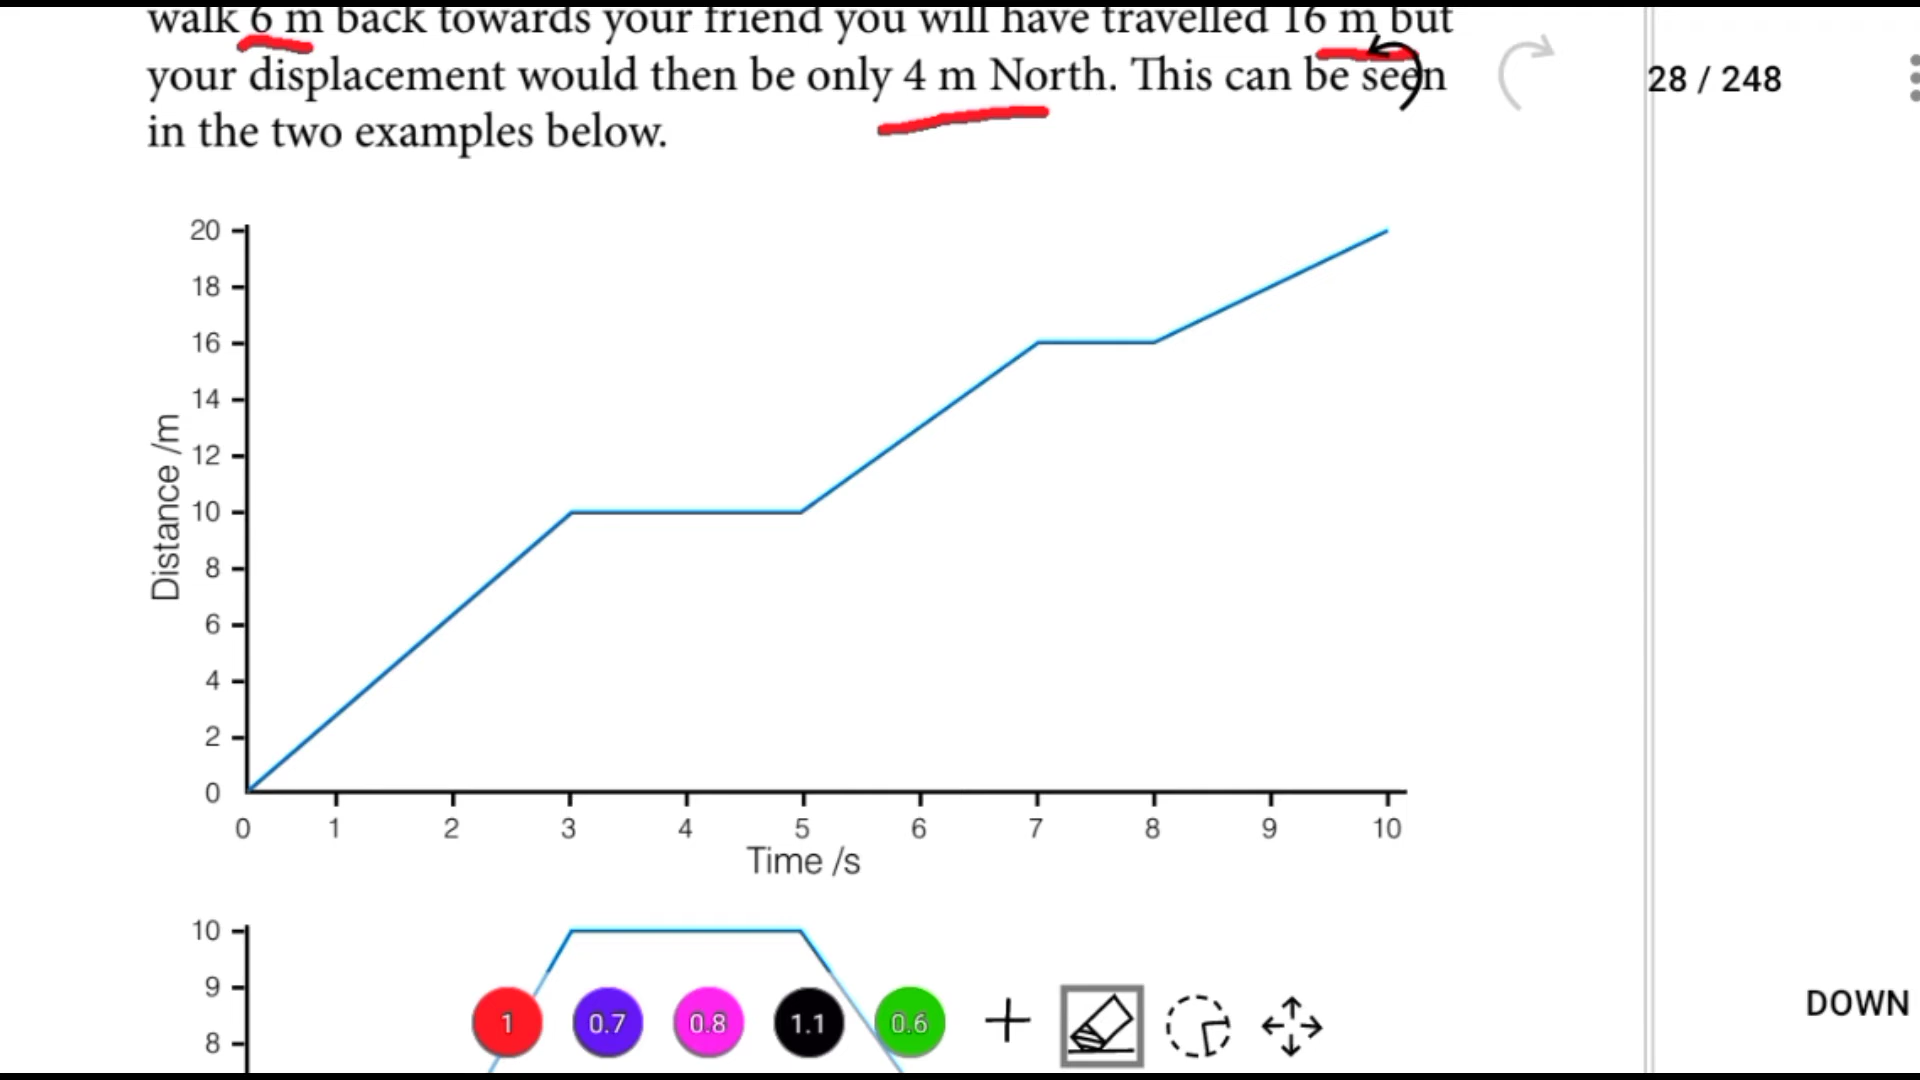 walk 6 m back towards your friend you will have travelled 16 m but
your displacement would then be only 4 m North. This can be seen
in the two examples below.
28 / 248
20
18
16
14
12
10
8
6
4
2
0
Distance /m
0 1 2 3 4 5 6 7 8 9 10
Time /s
10
9
8
1 0.7 0.8 1.1 0.6
DOWN